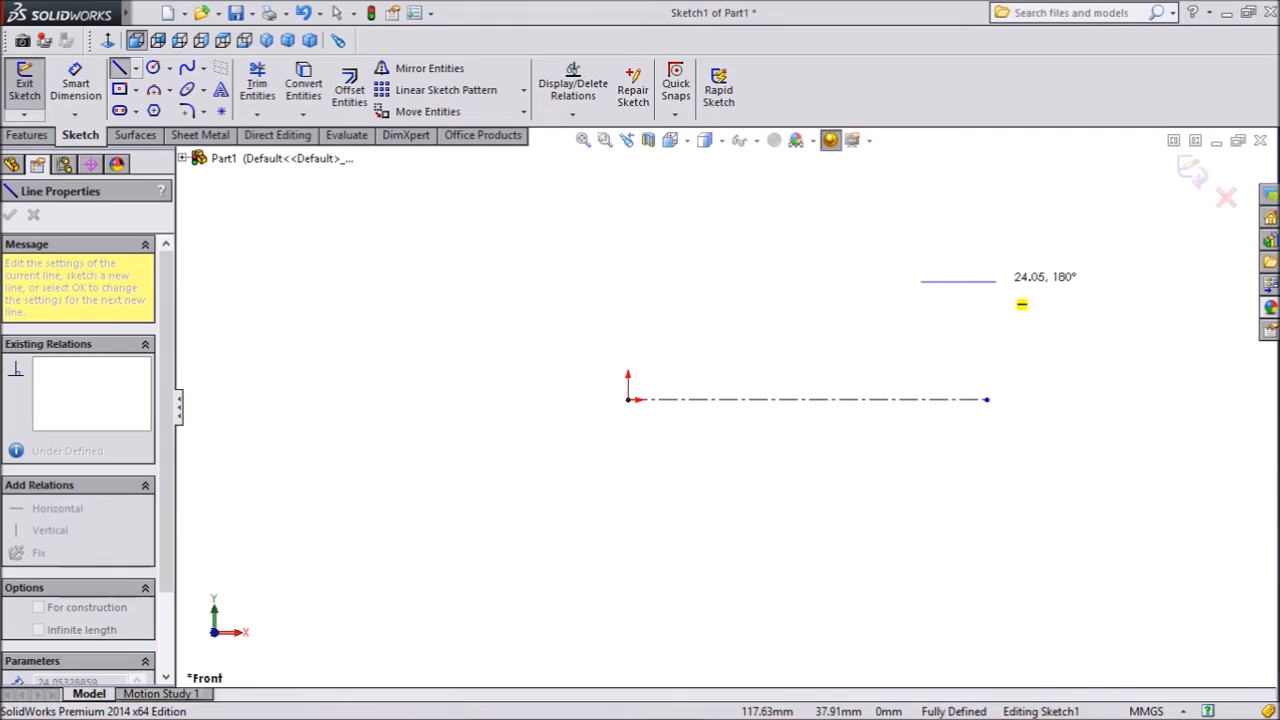 SOLIDWORKS
Sketch1 of Part1 *
Search files and models
Exit Sketch
Smart Dimension
Trim Entities
Convert Entities
Offset Entities
Mirror Entities
Linear Sketch Pattern
Move Entities
Display/Delete Relations
Repair Sketch
Quick Snaps
Rapid Sketch
Features
Sketch
Surfaces
Sheet Metal
Direct Editing
Evaluate
DimXpert
Office Products
Part1 (Default<<Default>_...
Line Properties
?
Message
Edit the settings of the
current line, sketch a new
line, or select OK to change
the settings for the next new
line.
24.05, 180°
Existing Relations
Under Defined
Add Relations
Horizontal
Vertical
Fix
Options
For construction
Infinite length
Parameters
24.05328859
Y
X
*Front
Model
Motion Study 1
SolidWorks Premium 2014 x64 Edition
117.63mm
37.91mm
0mm
Fully Defined
Editing Sketch1
MMGS
?